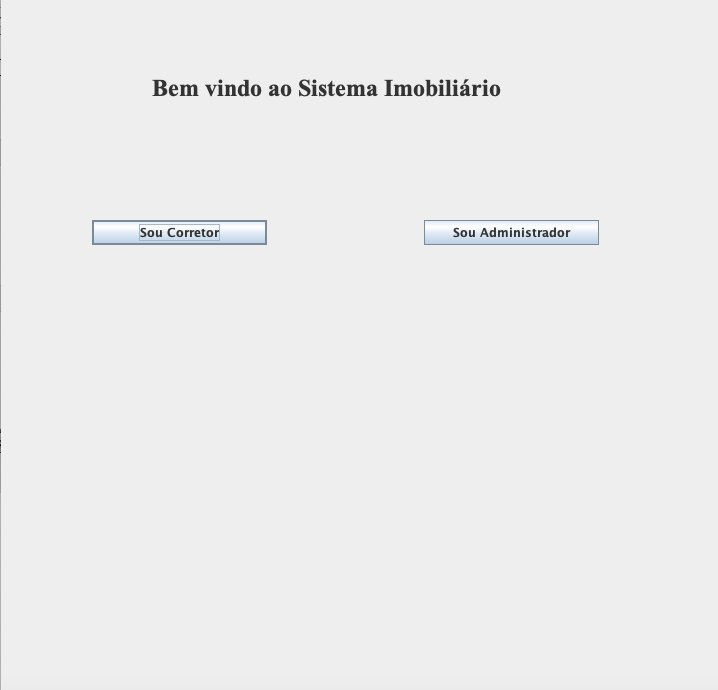 Bem vindo ao Sistema Imobiliário
Sou Corretor
Sou Administrador